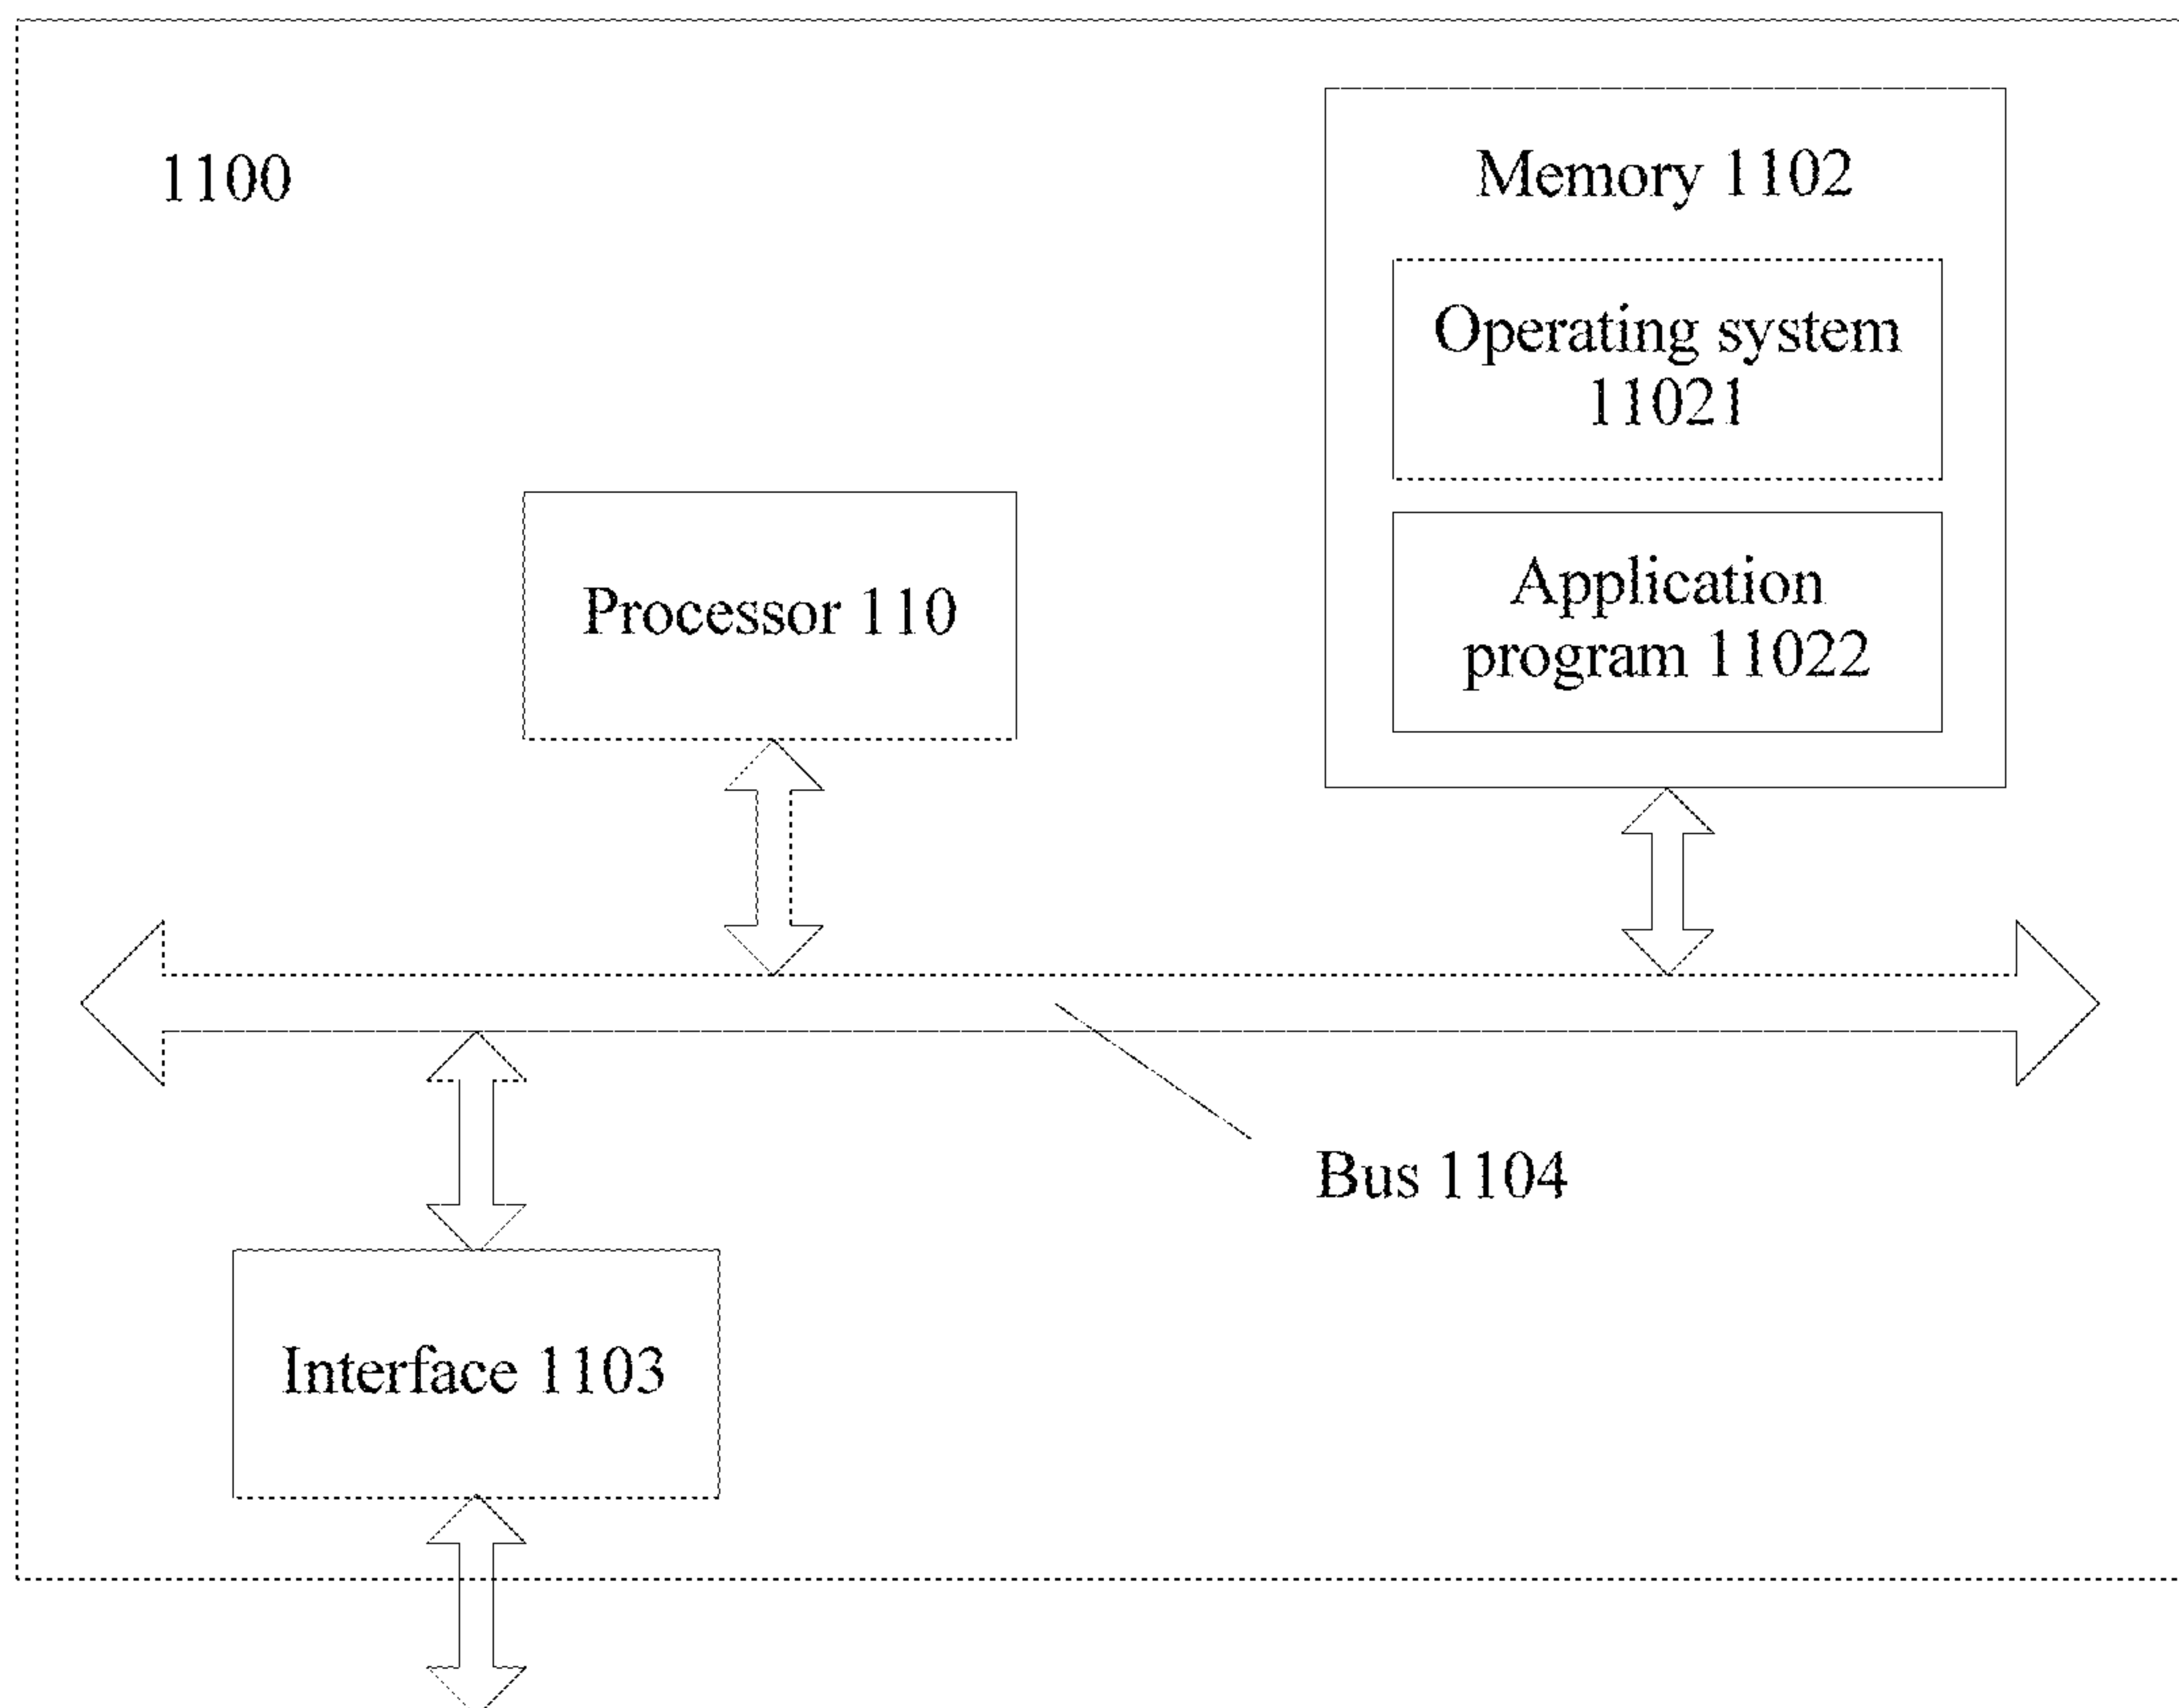 1100
Memory 1102
Operating system
11021
Application
program 11022
Processor 110
Bus 1104
Interface 1103